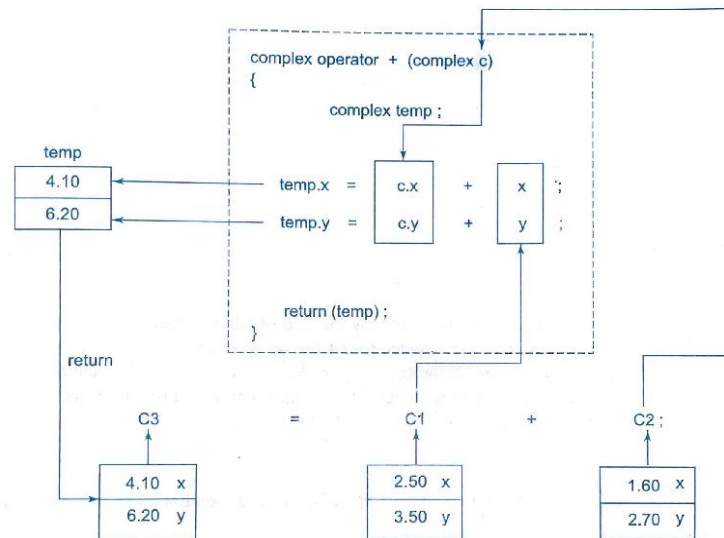 complex operator + (complex c)
{
complex temp ;
temp
4.10
6.20
temp.x = c.x + x ;
temp.y = c.y + y ;
return (temp) ;
}
return
C3 = C1 + C2 ;
4.10 x
6.20 y
2.50 x
3.50 y
1.60 x
2.70 y